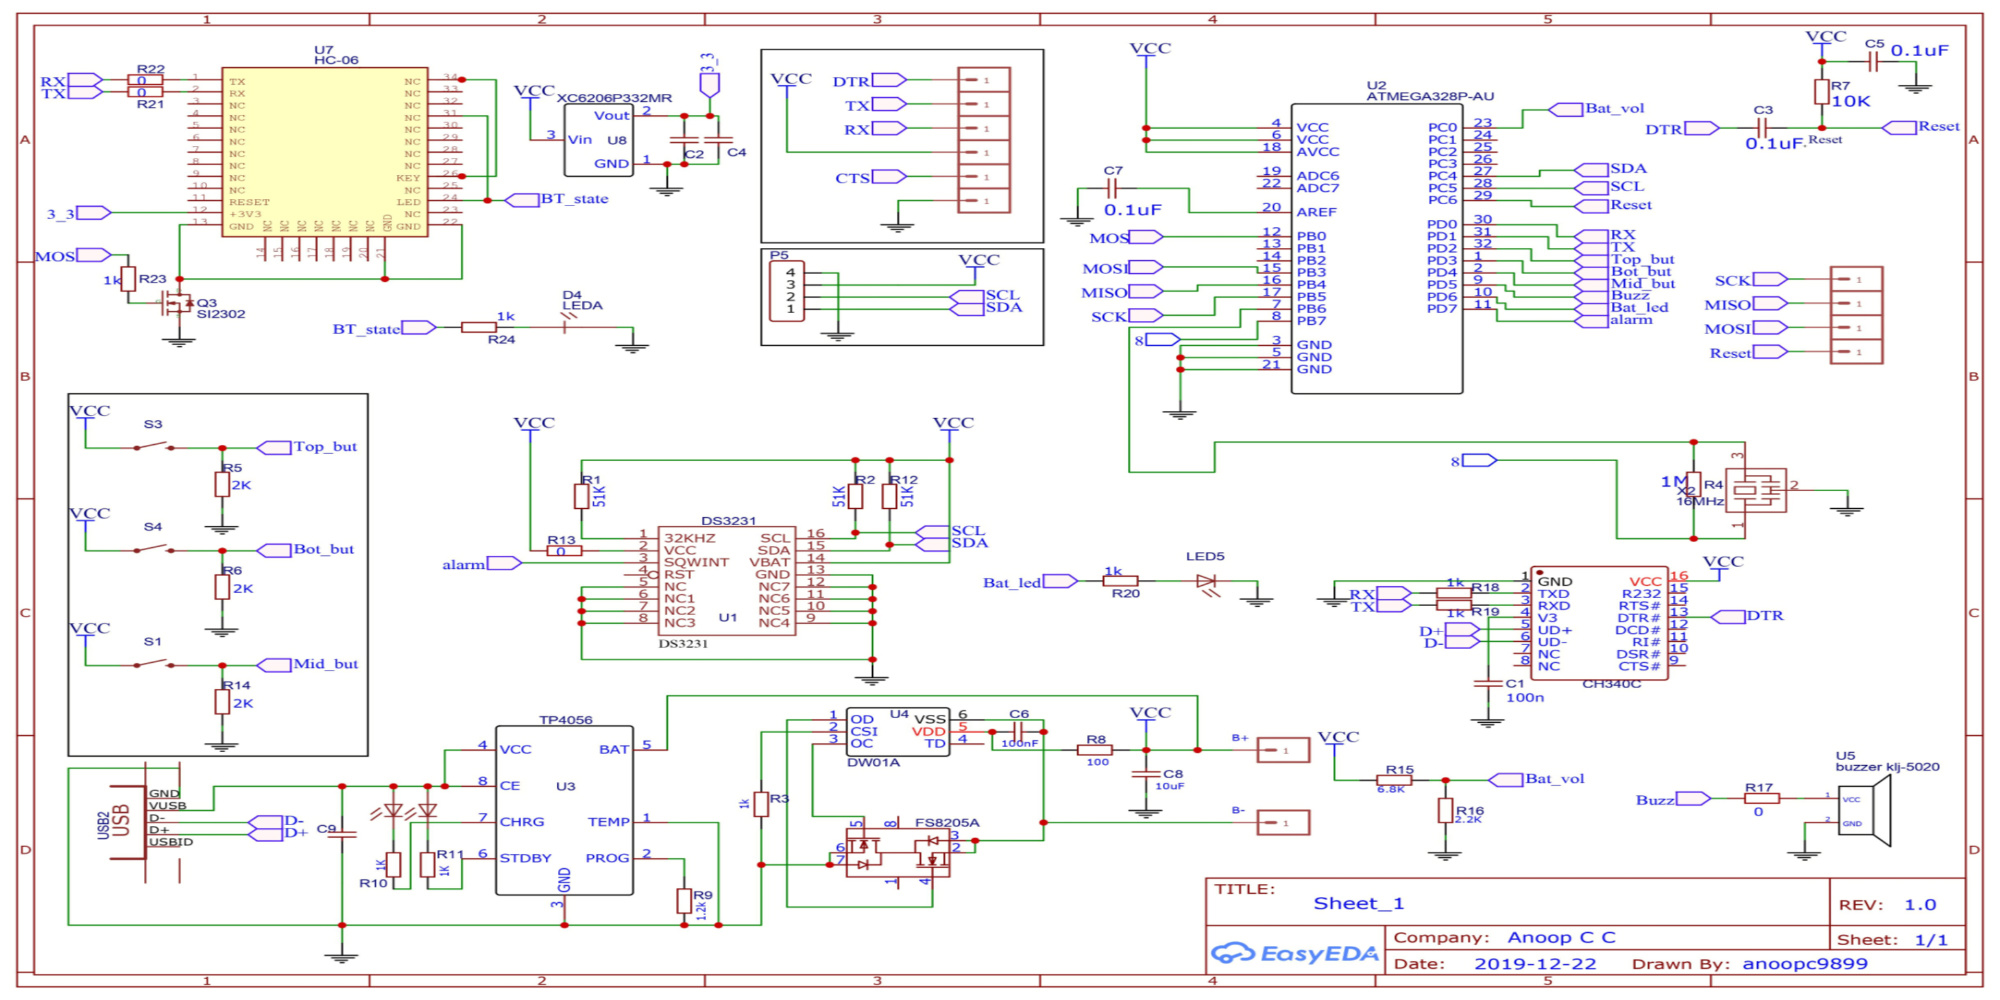 1 2 3 4 5
A
B
C
D
U7
HC-06
RX
TX
R22
0
0
R21
1 TX NC 34
2 RX NC 33
3 NC NC 32
4 NC NC 31
5 NC NC 30
6 NC NC 29
7 NC NC 28
8 NC NC 27
9 NC KEY 26
10 NC NC 25
11 RESET LED 24
12 +3V3 NC 23
13 GND GND 22
NC NC NC NC NC NC NC GND
14 15 16 17 18 19 20 21
3_3
BT_state
MOS
1k R23
Q3
SI2302
BT_state
1k
R24
D4
LEDA
VCC
XC6206P332MR
3_3
Vout 2
3 Vin U8
GND 1
C2
C4
VCC
DTR 1
TX 1
RX 1
1
CTS 1
1
P5
VCC
4
3
2 SCL
1 SDA
VCC
U2
ATMEGA328P-AU
4 VCC PC0 23 Bat_vol
6 VCC PC1 24
18 AVCC PC2 25
PC3 26
19 ADC6 PC4 27 SDA
22 ADC7 PC5 28 SCL
PC6 29 Reset
20 AREF
PD0 30
12 PB0 PD1 31 RX
13 PB1 PD2 32 TX
14 PB2 PD3 1 Top_but
15 PB3 PD4 2 Bot_but
16 PB4 PD5 9 Mid_but
17 PB5 PD6 10 Buzz
7 PB6 PD7 11 Bat_led
8 PB7 alarm
3 GND
5 GND
21 GND
C7
0.1uF
MOS
MOSI
MISO
SCK
8
VCC
C5 0.1uF
R7
10K
DTR
C3
0.1uF
Reset
Reset
SCK 1
MISO 1
MOSI 1
Reset 1
8
1M
R4
X2
16MHz
3
2
1
VCC
S3
Top_but
R5
2K
VCC
S4
Bot_but
R6
2K
VCC
S1
Mid_but
R14
2K
VCC
VCC
R1
51K
R2
51K
R12
51K
R13
0
alarm
SCL
SDA
DS3231
1 32KHZ SCL 16
2 VCC SDA 15
3 SQWINT VBAT 14
4 RST GND 13
5 NC NC7 12
6 NC1 NC6 11
7 NC2 NC5 10
8 NC3 NC4 9
U1
DS3231
Bat_led
1k
R20
LED5
VCC
RX
TX
1k R18
1k R19
D+
D-
1 GND VCC 16
2 TXD R232 15
3 RXD RTS# 14
4 V3 DTR# 13
5 UD+ DCD# 12
6 UD- RI# 11
7 NC DSR# 10
8 NC CTS# 9
CH340C
DTR
C1
100n
USB2
USB
GND
VUSB
D-
D+
USBID
D-
D+
C9
1K
R10
R11
1K
TP4056
4 VCC BAT 5
8 CE
U3
7 CHRG TEMP 1
6 STDBY PROG 2
GND
3
R9
1.2k
1k
R3
U4
1 OD VSS 6
2 CSI VDD 5
3 OC TD 4
DW01A
C6
100nF
FS8205A
5 8
6
7
3
2
1 4
R8
100
VCC
C8
10uF
B+
1
B-
1
VCC
R15
6.8K
Bat_vol
R16
2.2K
Buzz
R17
0
U5
buzzer klj-5020
1 VCC
2 GND
TITLE:
Sheet_1
REV: 1.0
EasyEDA
Company: Anoop C C
Sheet: 1/1
Date: 2019-12-22
Drawn By: anoopc9899
1 2 3 4 5